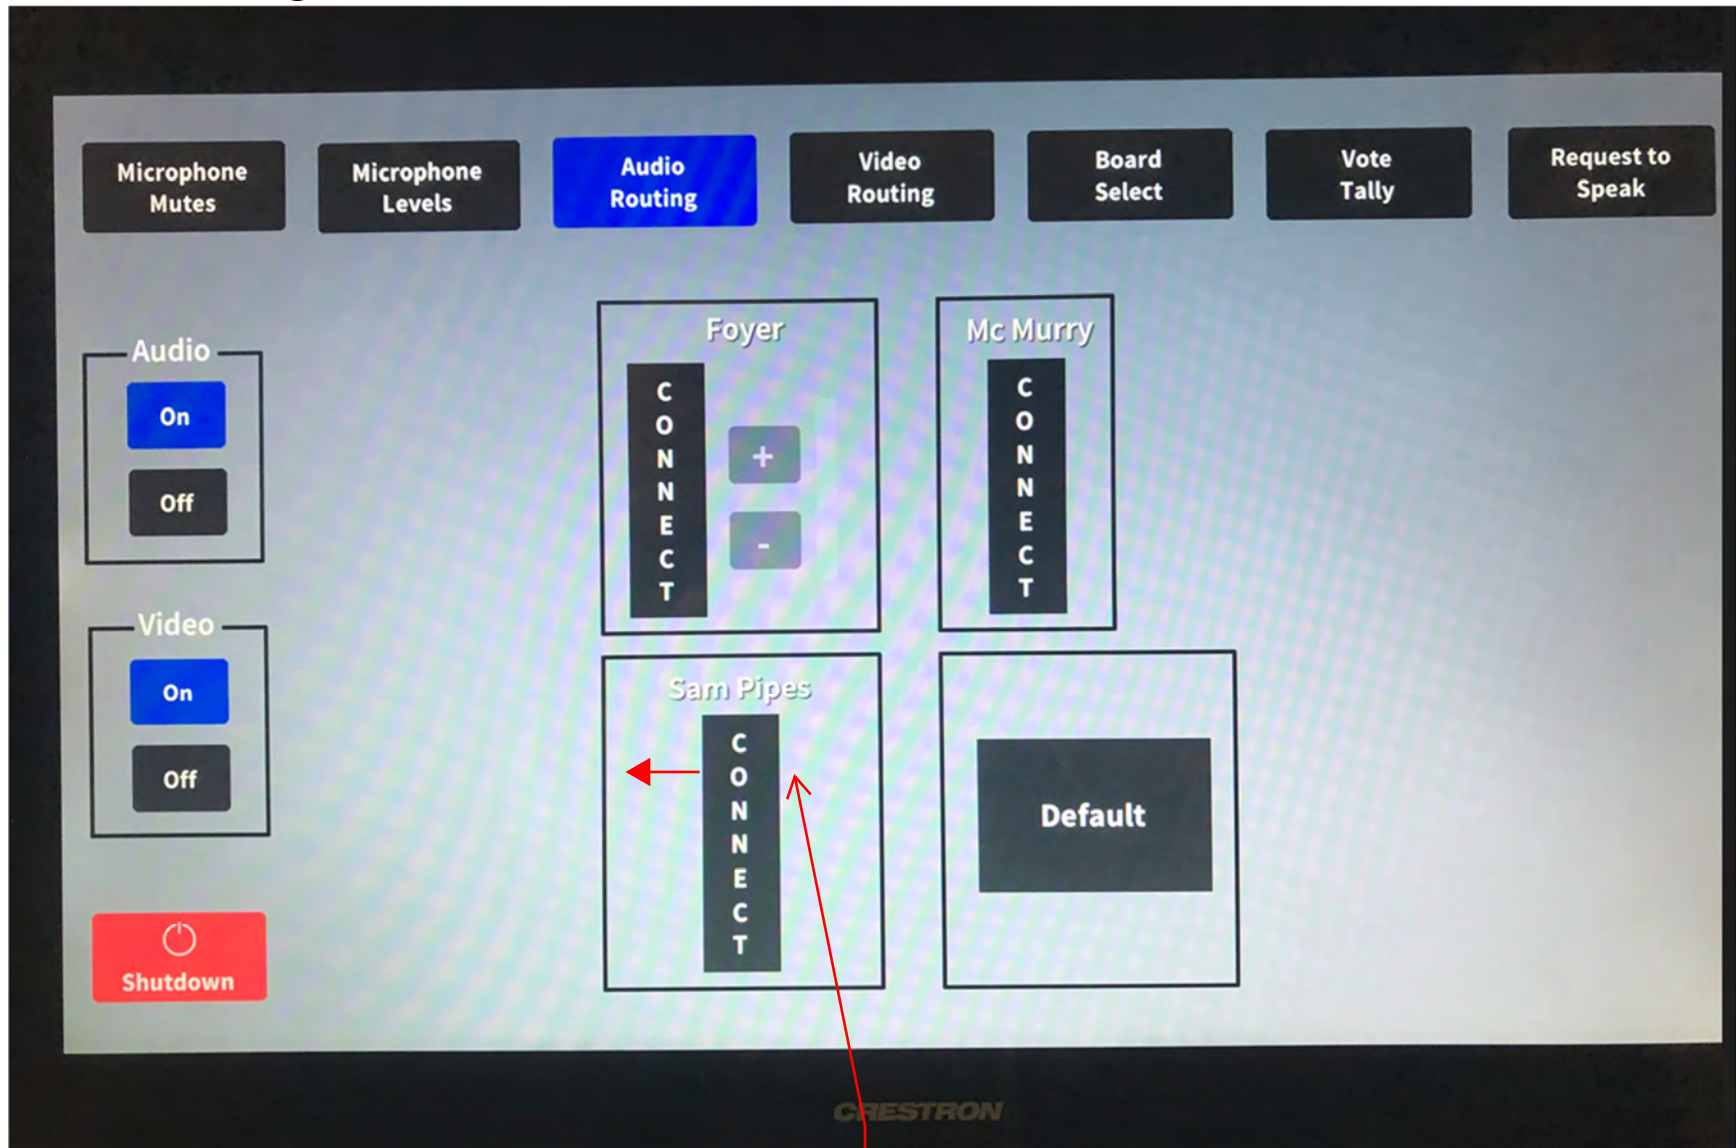 Microphone
Mutes
Microphone
Levels
Audio
Routing
Video
Routing
Board
Select
Vote
Tally
Request to
Speak
Audio
On
Off
Video
On
Off
Shutdown
Foyer
C
O
N
N
E
C
T
+
-
Mc Murry
C
O
N
N
E
C
T
Sam Pipes
C
O
N
N
E
C
T
Default
CRESTRON